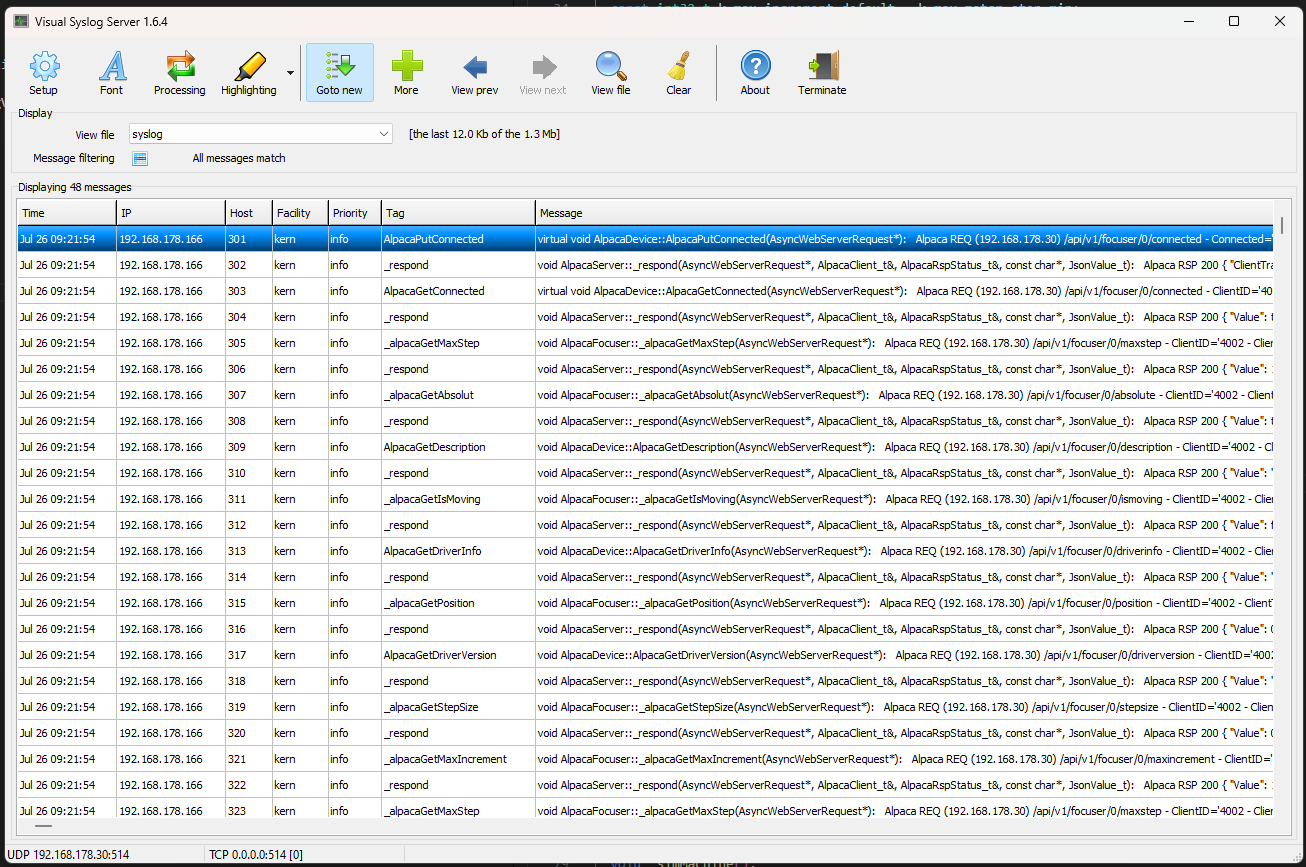 Visual Syslog Server 1.6.4
Setup Font Processing Highlighting Goto new More View prev View next View file Clear About Terminate
Display
View file syslog [the last 12.0 Kb of the 1.3 Mb]
Message filtering All messages match
Displaying 48 messages
Time IP Host Facility Priority Tag Message
Jul 26 09:21:54 192.168.178.166 301 kern info AlpacaPutConnected virtual void AlpacaDevice::AlpacaPutConnected(AsyncWebServerRequest*): Alpaca REQ (192.168.178.30) /api/v1/focuser/0/connected - Connected='
Jul 26 09:21:54 192.168.178.166 302 kern info _respond void AlpacaServer::_respond(AsyncWebServerRequest*, AlpacaClient_t&, AlpacaRspStatus_t&, const char*, JsonValue_t): Alpaca RSP 200 { "ClientTra
Jul 26 09:21:54 192.168.178.166 303 kern info AlpacaGetConnected virtual void AlpacaDevice::AlpacaGetConnected(AsyncWebServerRequest*): Alpaca REQ (192.168.178.30) /api/v1/focuser/0/connected - ClientID='40
Jul 26 09:21:54 192.168.178.166 304 kern info _respond void AlpacaServer::_respond(AsyncWebServerRequest*, AlpacaClient_t&, AlpacaRspStatus_t&, const char*, JsonValue_t): Alpaca RSP 200 { "Value": t
Jul 26 09:21:54 192.168.178.166 305 kern info _alpacaGetMaxStep void AlpacaFocuser::_alpacaGetMaxStep(AsyncWebServerRequest*): Alpaca REQ (192.168.178.30) /api/v1/focuser/0/maxstep - ClientID='4002 - Clien
Jul 26 09:21:54 192.168.178.166 306 kern info _respond void AlpacaServer::_respond(AsyncWebServerRequest*, AlpacaClient_t&, AlpacaRspStatus_t&, const char*, JsonValue_t): Alpaca RSP 200 { "Value":
Jul 26 09:21:54 192.168.178.166 307 kern info _alpacaGetAbsolut void AlpacaFocuser::_alpacaGetAbsolut(AsyncWebServerRequest*): Alpaca REQ (192.168.178.30) /api/v1/focuser/0/absolute - ClientID='4002 - Client
Jul 26 09:21:54 192.168.178.166 308 kern info _respond void AlpacaServer::_respond(AsyncWebServerRequest*, AlpacaClient_t&, AlpacaRspStatus_t&, const char*, JsonValue_t): Alpaca RSP 200 { "Value": t
Jul 26 09:21:54 192.168.178.166 309 kern info AlpacaGetDescription void AlpacaDevice::AlpacaGetDescription(AsyncWebServerRequest*): Alpaca REQ (192.168.178.30) /api/v1/focuser/0/description - ClientID='4002 - C
Jul 26 09:21:54 192.168.178.166 310 kern info _respond void AlpacaServer::_respond(AsyncWebServerRequest*, AlpacaClient_t&, AlpacaRspStatus_t&, const char*, JsonValue_t): Alpaca RSP 200 { "Value": "
Jul 26 09:21:54 192.168.178.166 311 kern info _alpacaGetIsMoving void AlpacaFocuser::_alpacaGetIsMoving(AsyncWebServerRequest*): Alpaca REQ (192.168.178.30) /api/v1/focuser/0/ismoving - ClientID='4002 - Clien
Jul 26 09:21:54 192.168.178.166 312 kern info _respond void AlpacaServer::_respond(AsyncWebServerRequest*, AlpacaClient_t&, AlpacaRspStatus_t&, const char*, JsonValue_t): Alpaca RSP 200 { "Value": f
Jul 26 09:21:54 192.168.178.166 313 kern info AlpacaGetDriverInfo void AlpacaDevice::AlpacaGetDriverInfo(AsyncWebServerRequest*): Alpaca REQ (192.168.178.30) /api/v1/focuser/0/driverinfo - ClientID='4002 - Clie
Jul 26 09:21:54 192.168.178.166 314 kern info _respond void AlpacaServer::_respond(AsyncWebServerRequest*, AlpacaClient_t&, AlpacaRspStatus_t&, const char*, JsonValue_t): Alpaca RSP 200 { "Value": "
Jul 26 09:21:54 192.168.178.166 315 kern info _alpacaGetPosition void AlpacaFocuser::_alpacaGetPosition(AsyncWebServerRequest*): Alpaca REQ (192.168.178.30) /api/v1/focuser/0/position - ClientID='4002 - Client
Jul 26 09:21:54 192.168.178.166 316 kern info _respond void AlpacaServer::_respond(AsyncWebServerRequest*, AlpacaClient_t&, AlpacaRspStatus_t&, const char*, JsonValue_t): Alpaca RSP 200 { "Value": 0
Jul 26 09:21:54 192.168.178.166 317 kern info AlpacaGetDriverVersion void AlpacaDevice::AlpacaGetDriverVersion(AsyncWebServerRequest*): Alpaca REQ (192.168.178.30) /api/v1/focuser/0/driverversion - ClientID='4002
Jul 26 09:21:54 192.168.178.166 318 kern info _respond void AlpacaServer::_respond(AsyncWebServerRequest*, AlpacaClient_t&, AlpacaRspStatus_t&, const char*, JsonValue_t): Alpaca RSP 200 { "Value": "
Jul 26 09:21:54 192.168.178.166 319 kern info _alpacaGetStepSize void AlpacaFocuser::_alpacaGetStepSize(AsyncWebServerRequest*): Alpaca REQ (192.168.178.30) /api/v1/focuser/0/stepsize - ClientID='4002 - Clien
Jul 26 09:21:54 192.168.178.166 320 kern info _respond void AlpacaServer::_respond(AsyncWebServerRequest*, AlpacaClient_t&, AlpacaRspStatus_t&, const char*, JsonValue_t): Alpaca RSP 200 { "Value": 0
Jul 26 09:21:54 192.168.178.166 321 kern info _alpacaGetMaxIncrement void AlpacaFocuser::_alpacaGetMaxIncrement(AsyncWebServerRequest*): Alpaca REQ (192.168.178.30) /api/v1/focuser/0/maxincrement - ClientID='
Jul 26 09:21:54 192.168.178.166 322 kern info _respond void AlpacaServer::_respond(AsyncWebServerRequest*, AlpacaClient_t&, AlpacaRspStatus_t&, const char*, JsonValue_t): Alpaca RSP 200 { "Value":
Jul 26 09:21:54 192.168.178.166 323 kern info _alpacaGetMaxStep void AlpacaFocuser::_alpacaGetMaxStep(AsyncWebServerRequest*): Alpaca REQ (192.168.178.30) /api/v1/focuser/0/maxstep - ClientID='4002 - Clien
UDP 192.168.178.30:514 TCP 0.0.0.0:514 [0]